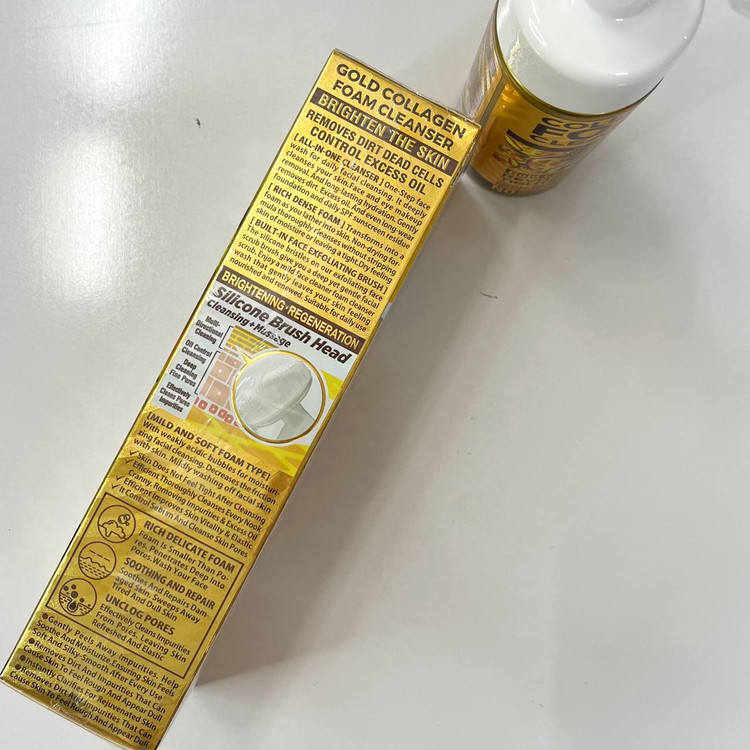 GOLD COLLAGEN
FOAM CLEANSER
BRIGHTEN THE SKIN
REMOVES DIRT DEAD CELLS
CONTROL EXCESS OIL
[ ALL-IN-ONE CLEANSER ] One-Step Face
wash for daily facial cleansing. It deeply
cleanses your skin. Face and eye makeup
removal. And long-lasting hydration. Gently
removes dirt. Excess oil. And even long-wear
foundation and daily SPF sunscreen residue
[ RICH DENSE FOAM ] Transforms into a
foam as you lather into skin. Non-drying for-
mula thoroughly cleanses without stripping
skin of moisture or leaving a tight. Dry feeling
[ BUILT-IN FACE EXFOLIATING BRUSH ]
The silicone bristles on our exfoliating face
scrub brush give you a deep yet gentle facial
scrub. Enjoy a mild face cleaner foam cleanser
wash that gently leaves your skin feeling
nourished and renewed. Suitable for daily use
BRIGHTENING·REGENERATION
Silicone Brush Head
Cleansing+Massage
Multi-
Directional
Cleaning
Oil Control
Cleansing
Deep
Cleaning
Fine Pores
Effectively
Cleans Pores
Impurities
[MILD AND SOFT FOAM TYPE]
With weakly acidic bubbles for moisturi-
zing facial cleansing. Decreases the friction
with skin. Mildly washing off facial skin
✓ Skin Does Not Feel Tight After Cleansing
✓ Efficient Thoroughly Cleanses Every Nook
Cranny. Removing Impurities & Excess Oil
✓ Efficient Improves Skin Vitality & Elastic
✓ It Control Sebum And Cleanse Skin Pores
RICH DELICATE FOAM
Foam Is Smaller Than Po-
res. Penetrates Deep Into
Pores. Wash Your Face
SOOTHING AND REPAIR
Soothes And Repairs Dam-
aged Skin. Sweeps Away
Tired And Dull Skin
UNCLOG PORES
Effectively Cleans Impurities
From Pores. Leaving Skin
Refreshed And Elastic
●Gently Peels Away Impurities. Help
Soothe And Moisturize. Ensuring Skin Feels
Soft And Silky-Smooth After Every Use
●Removes Dirt And Impurities That Can
Cause Skin To Feel Rough And Appear Dull
●Instantly Clarifies For Rejuvenated Skin
●Removes Dirt And Impurities That Can
Cause Skin To Feel Rough And Appear Dull